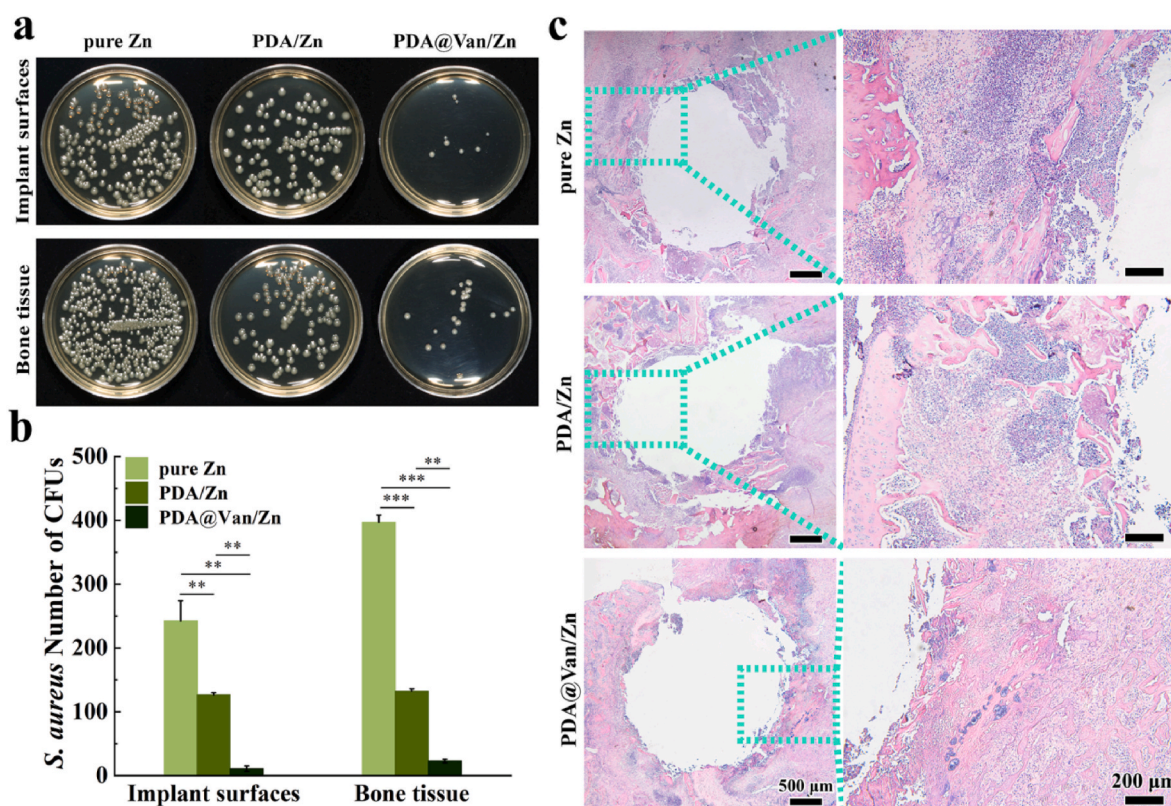 a
pure Zn PDA/Zn PDA@Van/Zn
Implant surfaces
Bone tissue
b
S. aureus Number of CFUs
500
400
300
200
100
0
pure Zn
PDA/Zn
PDA@Van/Zn
**
**
**
**
***
***
Implant surfaces Bone tissue
c
pure Zn
PDA/Zn
PDA@Van/Zn
500 μm
200 μm